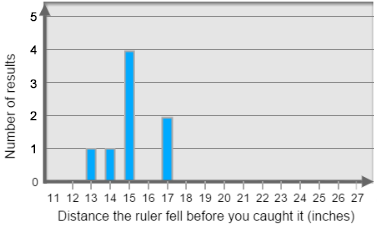 Number of results
5
4
3
2
1
0
11 12 13 14 15 16 17 18 19 20 21 22 23 24 25 26 27
Distance the ruler fell before you caught it (inches)